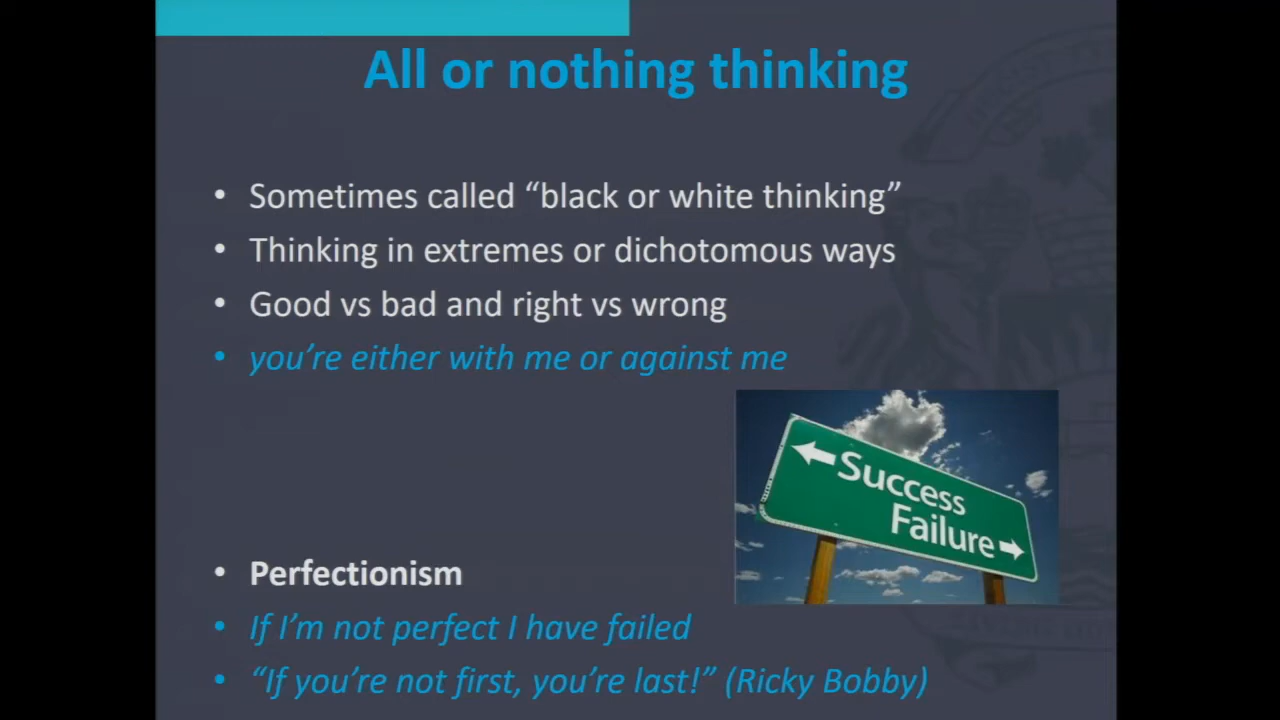 All or nothing thinking
• Sometimes called “black or white thinking”
• Thinking in extremes or dichotomous ways
• Good vs bad and right vs wrong
• you’re either with me or against me
Success
Failure
• Perfectionism
• If I’m not perfect I have failed
• “If you’re not first, you’re last!” (Ricky Bobby)